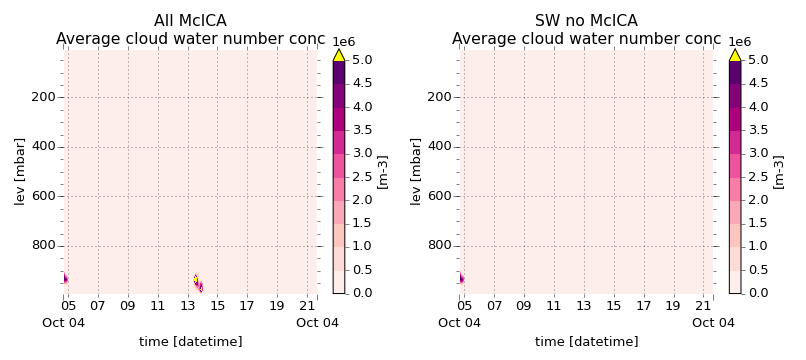 All McICA
Average cloud water number conc
1e6
5.0
4.5
4.0
3.5
3.0
2.5
2.0
1.5
1.0
0.5
0.0
[m-3]
lev [mbar]
200
400
600
800
05 07 09 11 13 15 17 19 21
Oct 04 Oct 04
time [datetime]
SW no McICA
Average cloud water number conc
1e6
5.0
4.5
4.0
3.5
3.0
2.5
2.0
1.5
1.0
0.5
0.0
[m-3]
lev [mbar]
200
400
600
800
05 07 09 11 13 15 17 19 21
Oct 04 Oct 04
time [datetime]